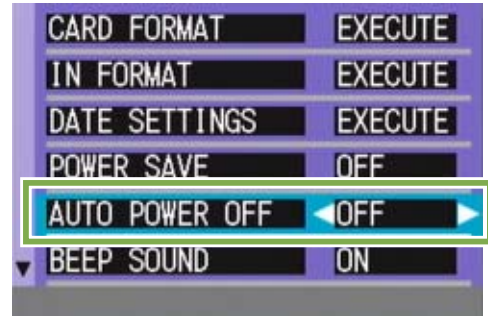 CARD FORMAT EXECUTE
IN FORMAT EXECUTE
DATE SETTINGS EXECUTE
POWER SAVE OFF
AUTO POWER OFF OFF
BEEP SOUND ON